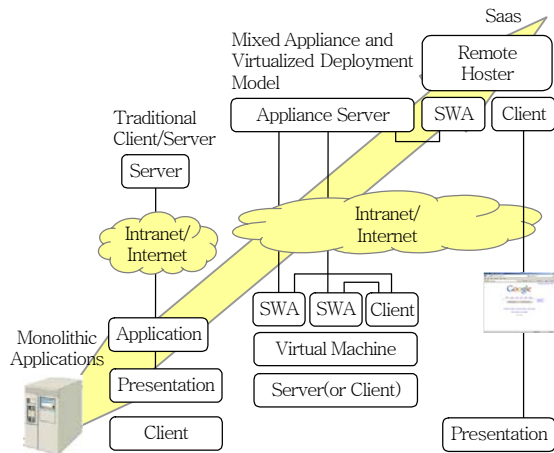 Saas
Mixed Appliance and
Virtualized Deployment
Model
Remote
Hoster
Appliance Server
SWA
Client
Traditional
Client/Server
Server
Intranet/
Internet
Intranet/
Internet
SWA
SWA
Client
Google
Monolithic
Applications
Application
Virtual Machine
Presentation
Server(or Client)
Client
Presentation